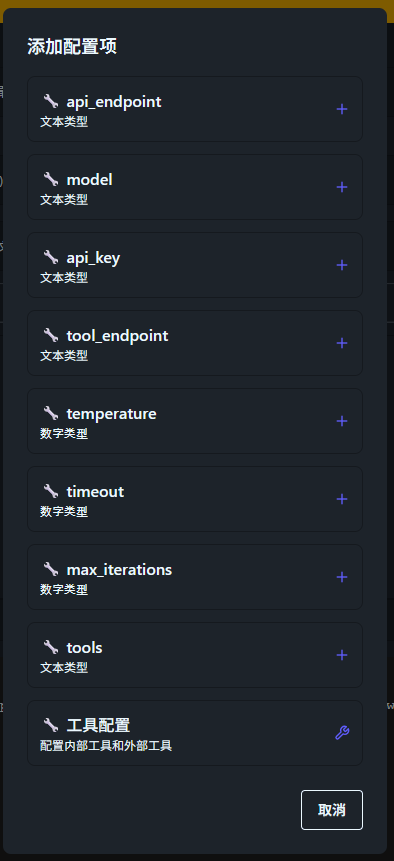 添加配置项
api_endpoint
文本类型
model
文本类型
api_key
文本类型
tool_endpoint
文本类型
temperature
数字类型
timeout
数字类型
max_iterations
数字类型
tools
文本类型
工具配置
配置内部工具和外部工具
取消